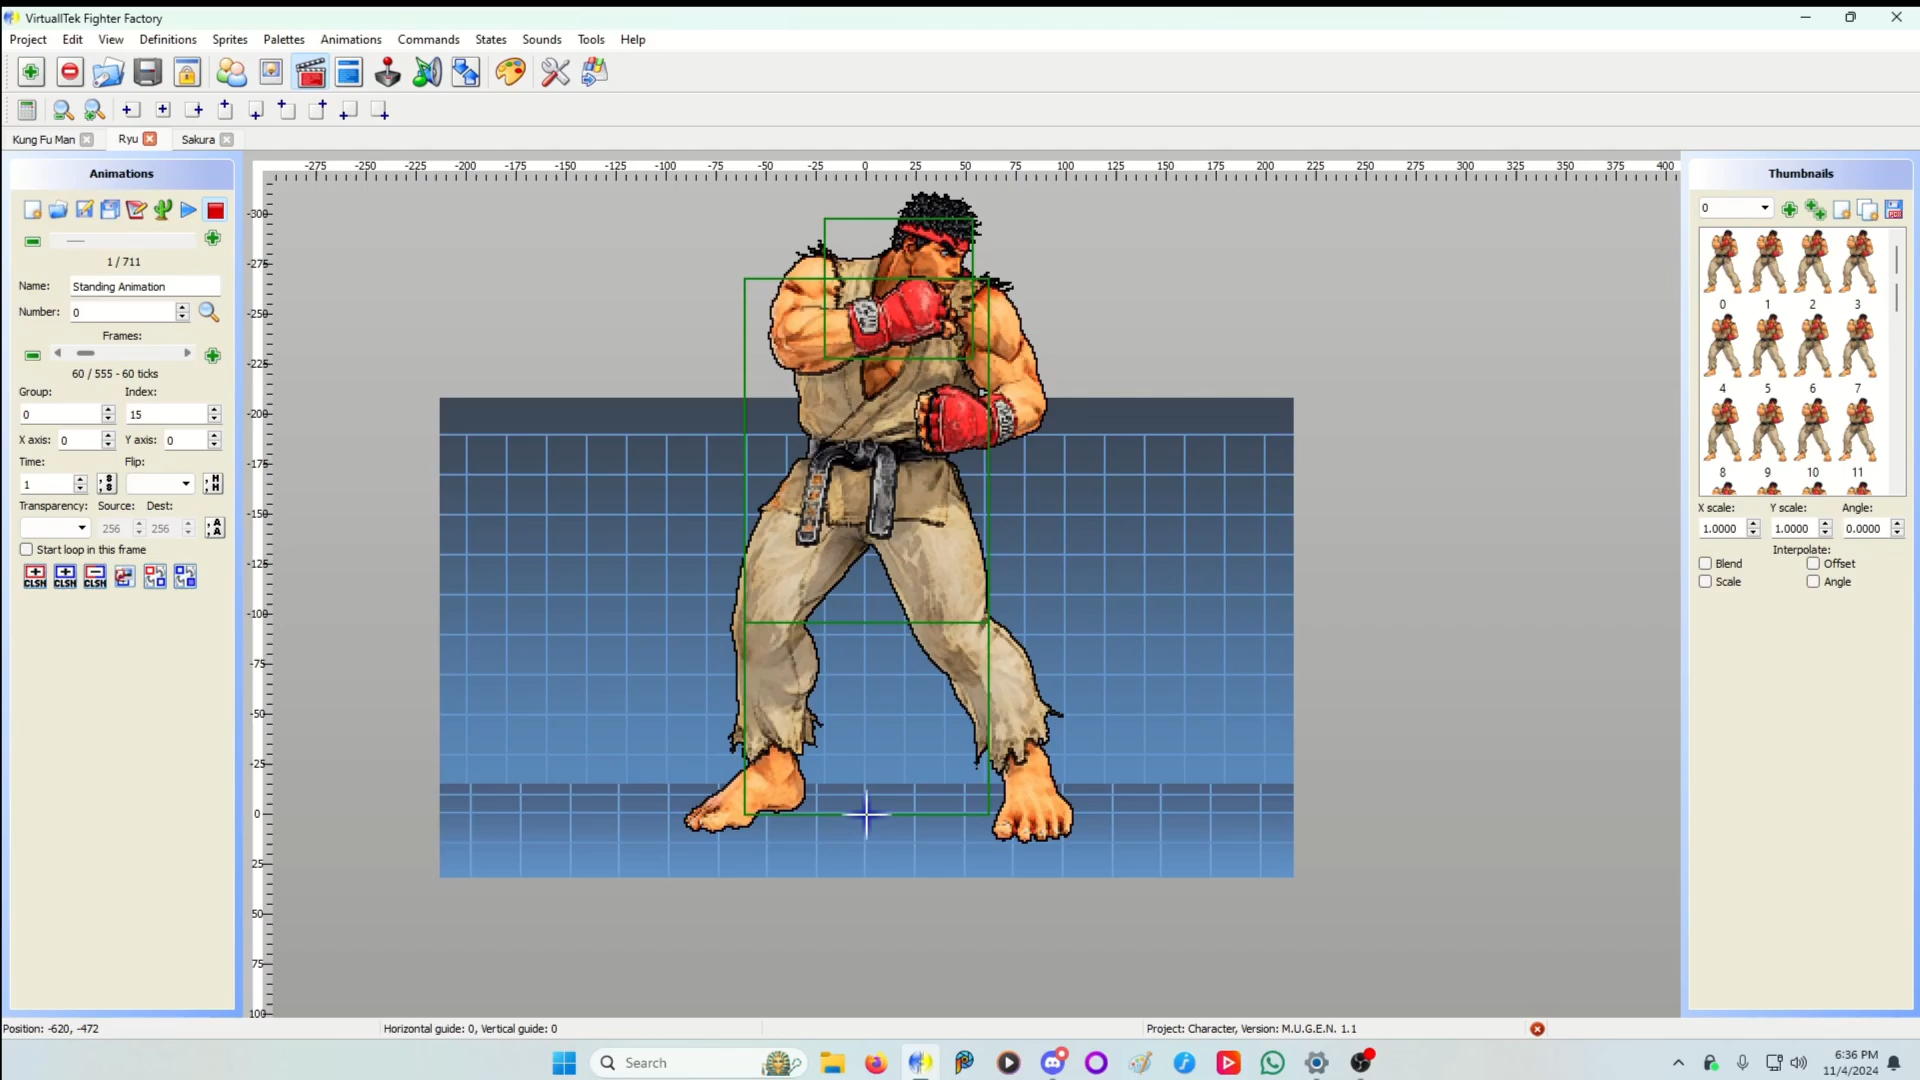 VirtuallTek Fighter Factory
Project Edit View Definitions Sprites Palettes Animations Commands States Sounds Tools Help
Kung Fu Man Ryu Sakura
Animations
1 / 711
Name: Standing Animation
Number: 0
Frames:
60 / 555 - 60 ticks
Group: Index:
0 15
X axis: 0 Y axis: 0
Time: Flip:
1
Transparency: Source: Dest:
256 256
Start loop in this frame
CLSN CLSN CLSN
-275 -250 -225 -200 -175 -150 -125 -100 -75 -50 -25 0 25 50 75 100 125 150 175 200 225 250 275 300 325 350 375 400
-300
-275
-250
-225
-200
-175
-150
-125
-100
-75
-50
-25
0
25
50
75
100
Thumbnails
0
0 1 2 3
4 5 6 7
8 9 10 11
X scale: Y scale: Angle:
1.0000 1.0000 0.0000
Interpolate:
Blend Offset
Scale Angle
Position: -620, -472 Horizontal guide: 0, Vertical guide: 0 Project: Character, Version: M.U.G.E.N. 1.1
Search
6:36 PM
11/4/2024